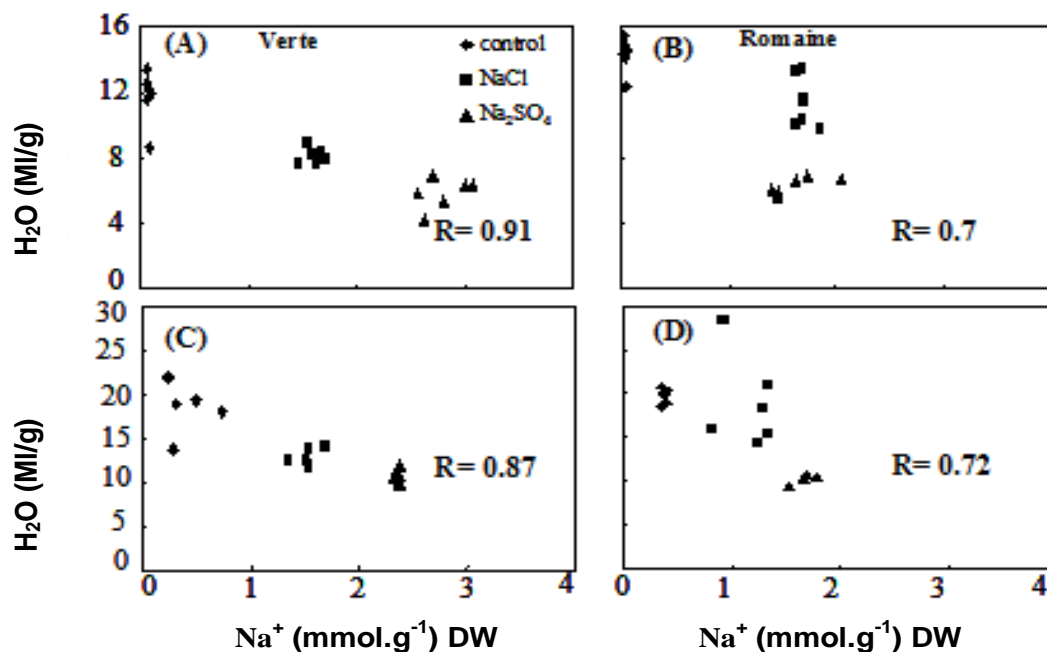 (A)
Verte
control
NaCl
Na₂SO₄
R= 0.91
16
12
8
4
0
H₂O (Ml/g)
(B)
Romaine
R= 0.7
(C)
R= 0.87
30
25
20
15
10
5
0
H₂O (Ml/g)
0 1 2 3 4
Na⁺ (mmol.g⁻¹) DW
(D)
R= 0.72
0 1 2 3 4
Na⁺ (mmol.g⁻¹) DW